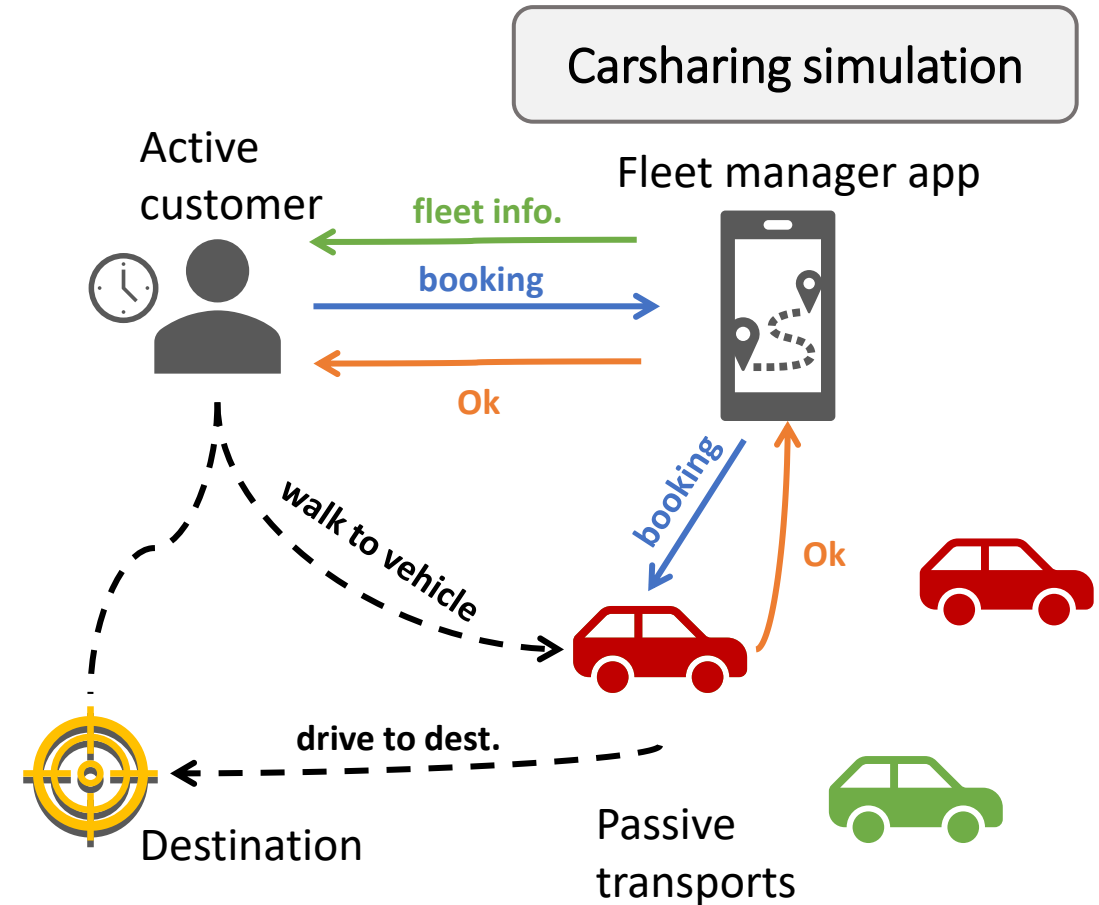 Carsharing simulation
Active
customer
Fleet manager app
fleet info.
booking
Ok
booking
Ok
walk to vehicle
drive to dest.
Destination
Passive
transports